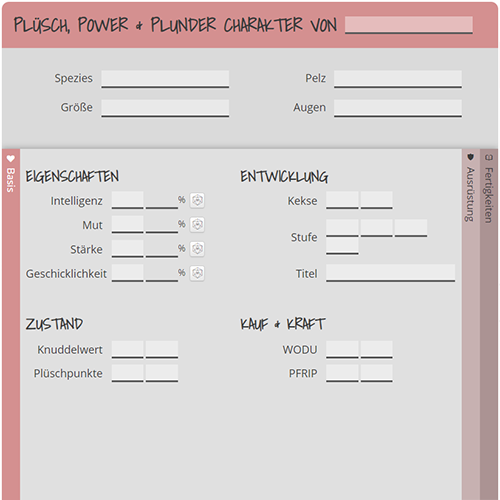 PLÜSCH, POWER & PLUNDER CHARAKTER VON
Spezies Pelz
Größe Augen
Basis
EIGENSCHAFTEN
Intelligenz %
Mut %
Stärke %
Geschicklichkeit %
ENTWICKLUNG
Kekse
Stufe
Titel
ZUSTAND
Knuddelwert
Plüschpunkte
KAUF & KRAFT
WODU
PFRIP
Ausrüstung
Fertigkeiten